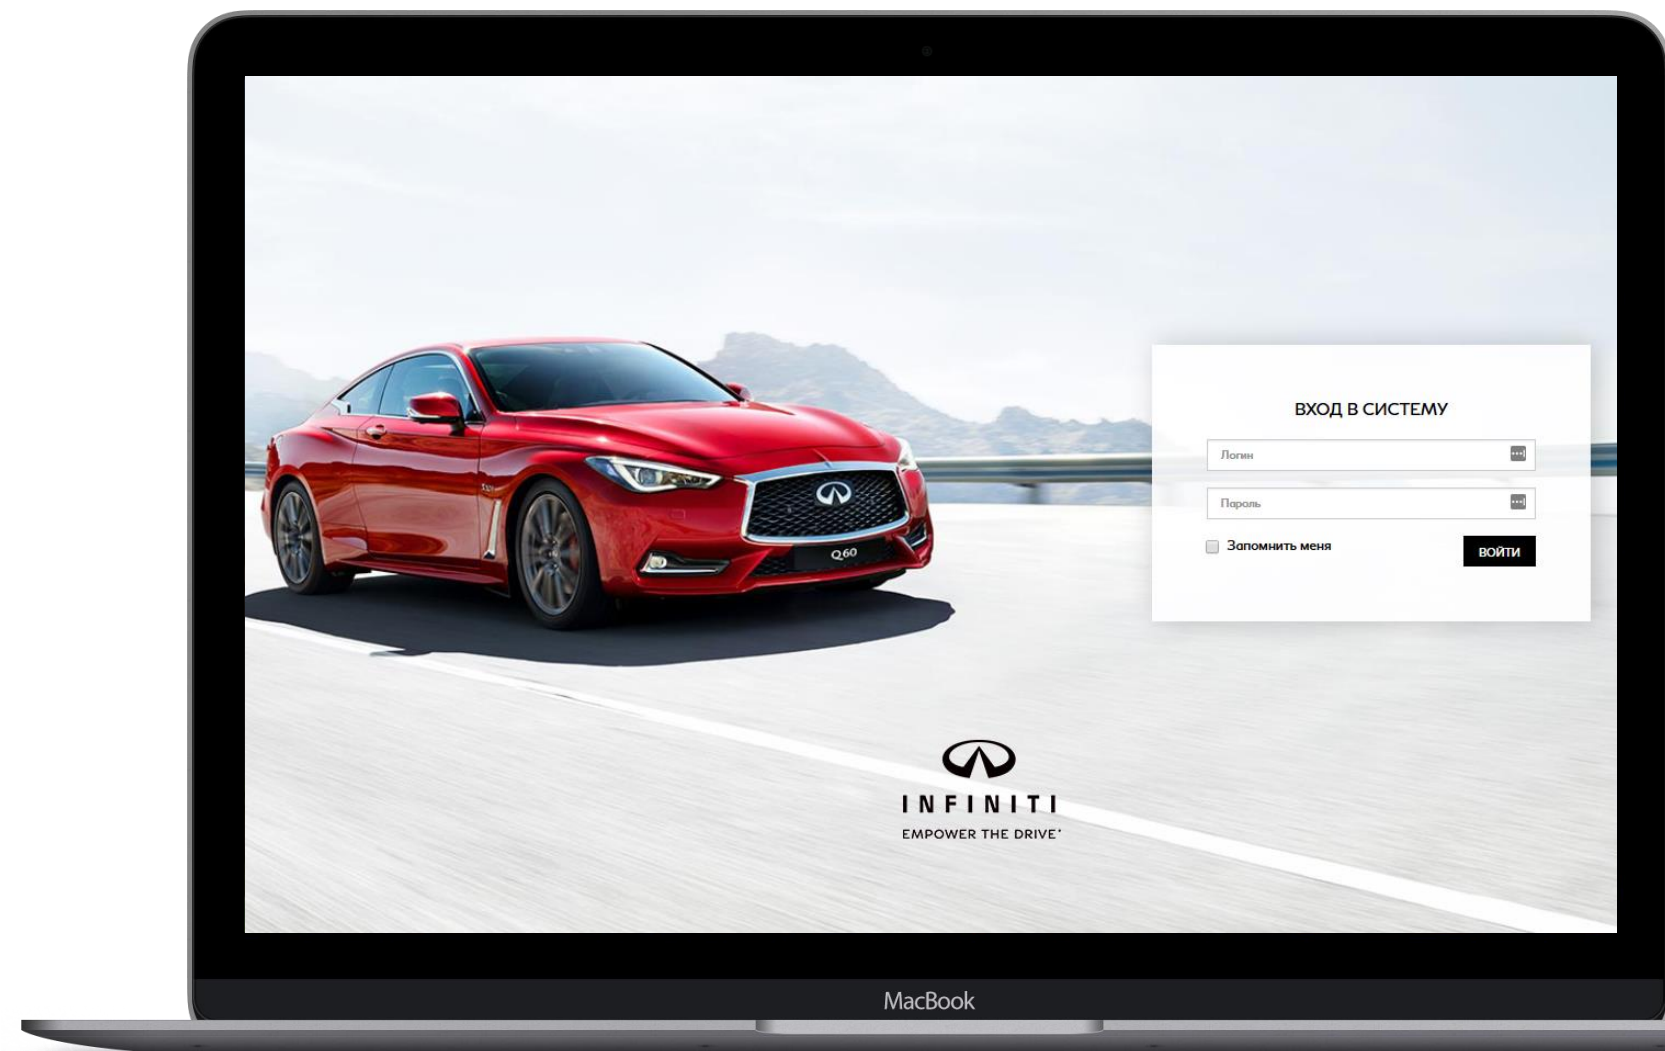 ВХОД В СИСТЕМУ
Логин
Пароль
Запомнить меня
ВОЙТИ
Q60
INFINITI
EMPOWER THE DRIVE
MacBook